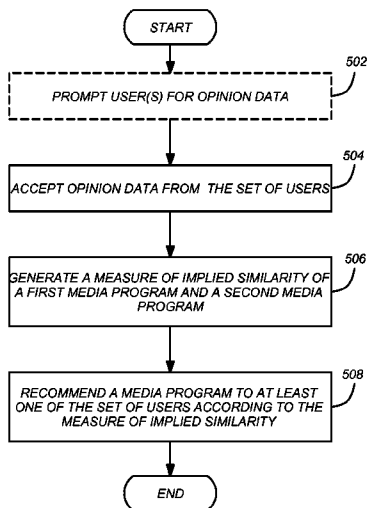 START
502
PROMPT USER(S) FOR OPINION DATA
504
ACCEPT OPINION DATA FROM THE SET OF USERS
506
GENERATE A MEASURE OF IMPLIED SIMILARITY OF
A FIRST MEDIA PROGRAM AND A SECOND MEDIA
PROGRAM
508
RECOMMEND A MEDIA PROGRAM TO AT LEAST
ONE OF THE SET OF USERS ACCORDING TO THE
MEASURE OF IMPLIED SIMILARITY
END